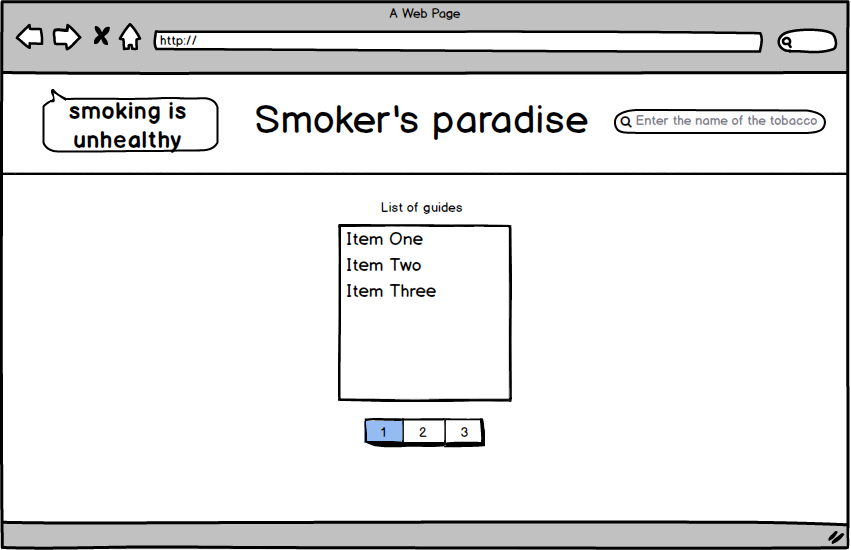 A Web Page
http://
smoking is
unhealthy
Smoker's paradise
Enter the name of the tobacco
List of guides
Item One
Item Two
Item Three
1 2 3